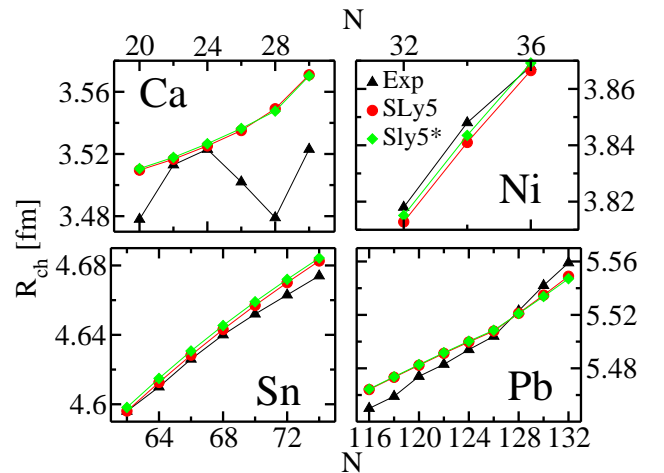 N
20 24 28 32 36
3.56
3.52
3.48
Ca
Exp
SLy5
Sly5*
Ni
3.86
3.84
3.82
R_ch [fm]
4.68
4.64
4.6
Sn
Pb
5.56
5.52
5.48
64 68 72 116 120 124 128 132
N